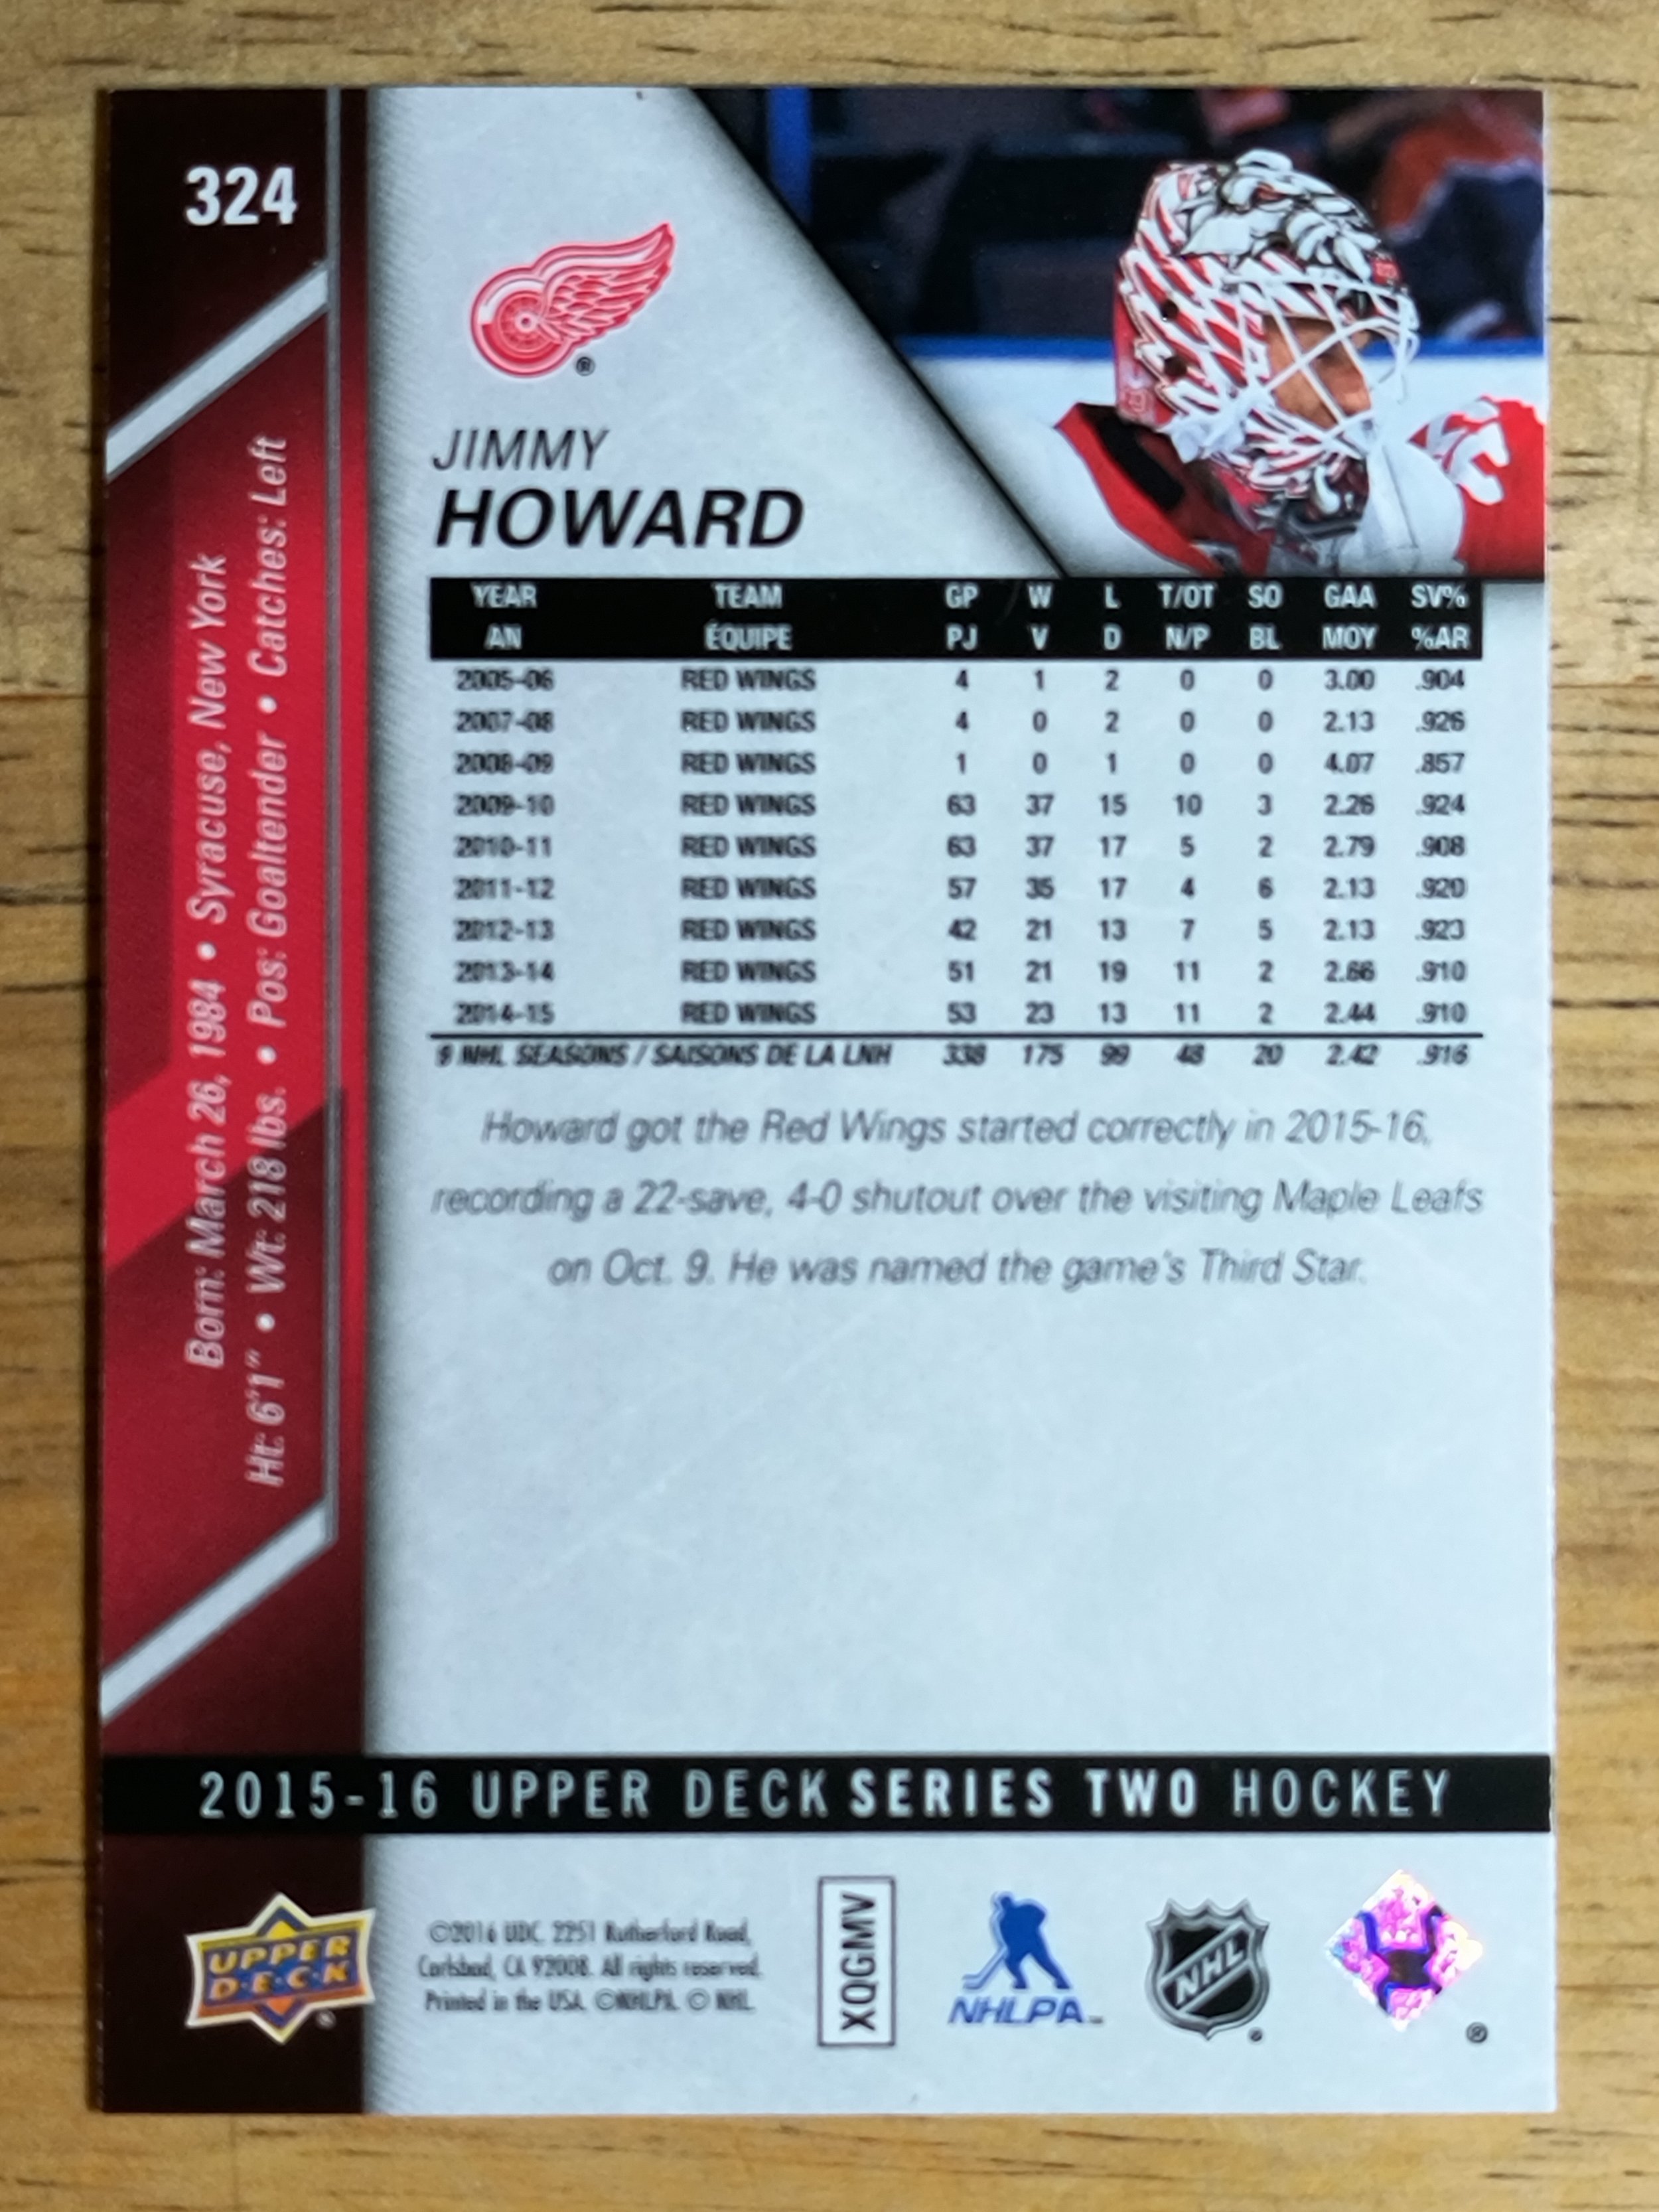 324
Born: March 26, 1984 • Syracuse, New York
Ht: 6'1" • Wt: 218 lbs. • Pos: Goaltender • Catches: Left
®
JIMMY
HOWARD
YEAR TEAM GP W L T/OT SO GAA SV%
AN ÉQUIPE PJ V D N/P BL MOY %AR
2005-06 RED WINGS 4 1 2 0 0 3.00 .904
2007-08 RED WINGS 4 0 2 0 0 2.13 .926
2008-09 RED WINGS 1 0 1 0 0 4.07 .857
2009-10 RED WINGS 63 37 15 10 3 2.26 .924
2010-11 RED WINGS 63 37 17 5 2 2.79 .908
2011-12 RED WINGS 57 35 17 4 6 2.13 .920
2012-13 RED WINGS 42 21 13 7 5 2.13 .923
2013-14 RED WINGS 51 21 19 11 2 2.66 .910
2014-15 RED WINGS 53 23 13 11 2 2.44 .910
9 NHL SEASONS / SAISONS DE LA LNH 338 175 99 48 20 2.42 .916
Howard got the Red Wings started correctly in 2015-16,
recording a 22-save, 4-0 shutout over the visiting Maple Leafs
on Oct. 9. He was named the game's Third Star.
2015-16 UPPER DECK SERIES TWO HOCKEY
UPPER
DECK
®
©2016 UDC. 2251 Rutherford Road,
Carlsbad, CA 92008. All rights reserved.
Printed in the USA. ©NHLPA. © NHL.
XQGMV
NHLPA™
NHL
®
®